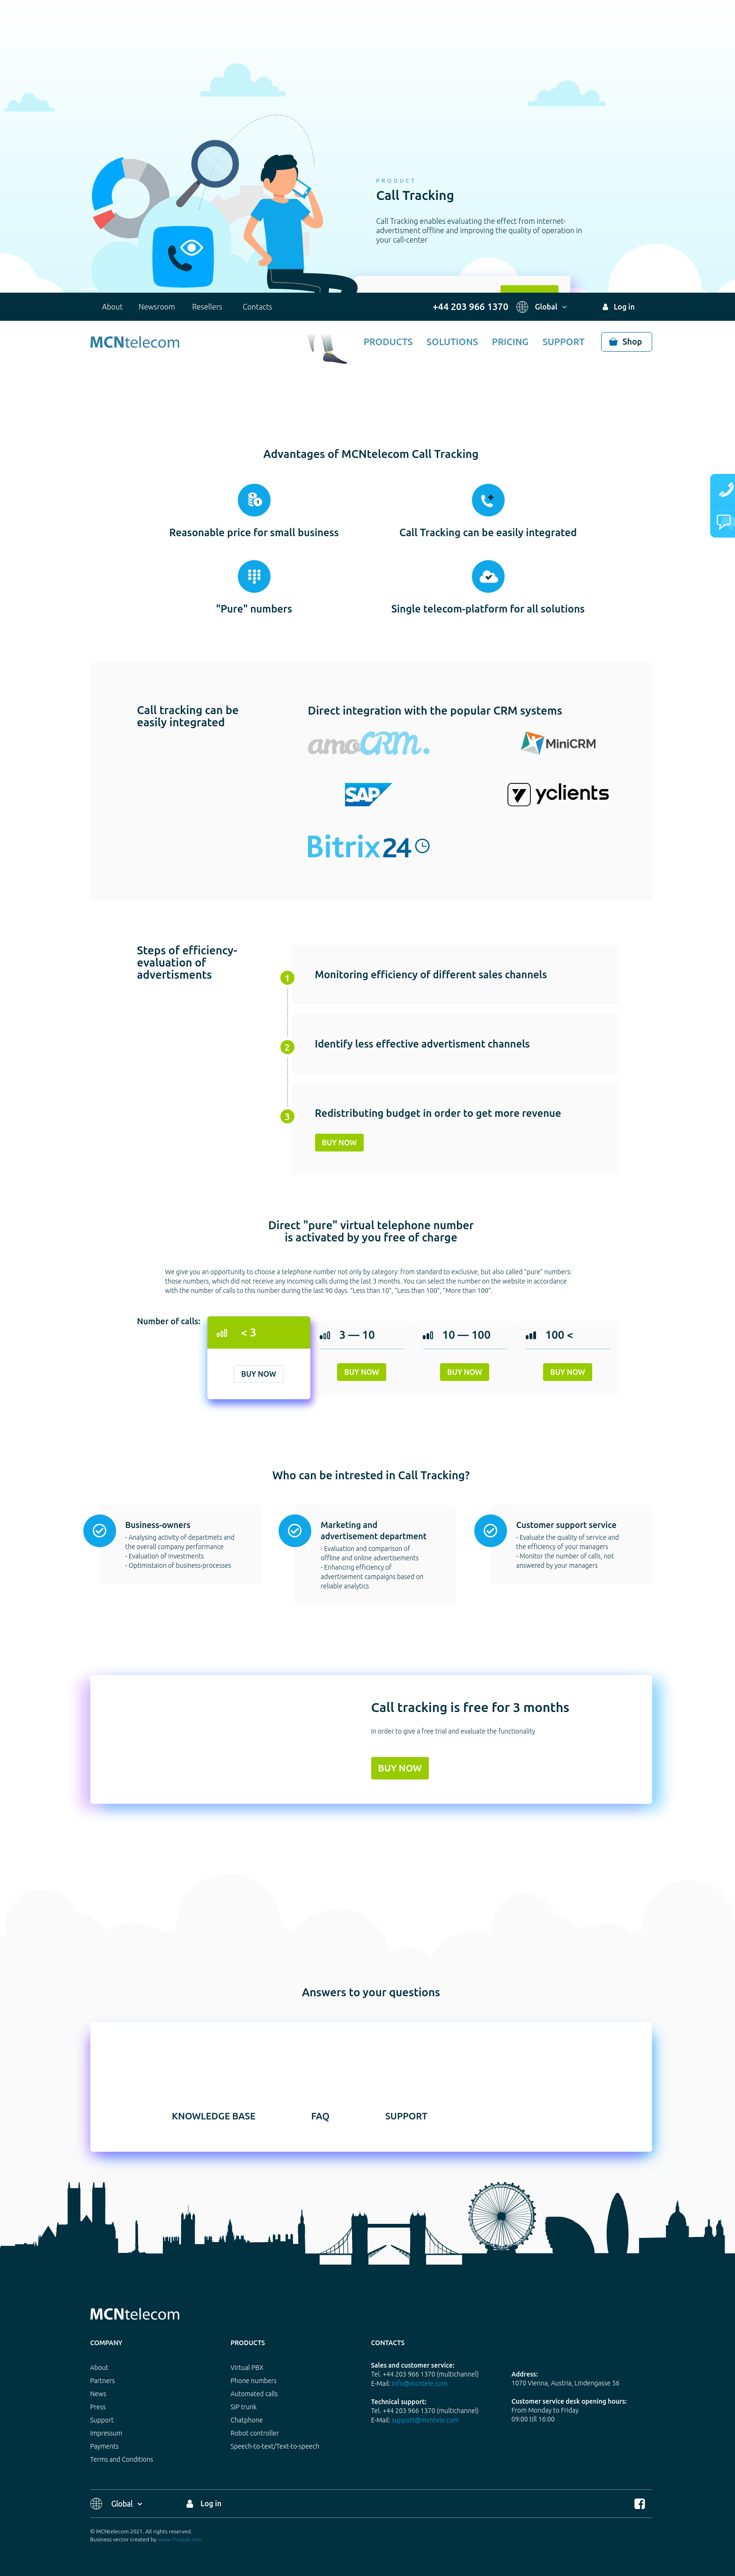 PRODUCT
Call Tracking
Call Tracking enables evaluating the effect from internet-
advertisment offline and improving the quality of operation in
your call-center
About Newsroom Resellers Contacts +44 203 966 1370 Global Log in
MCNtelecom PRODUCTS SOLUTIONS PRICING SUPPORT Shop
Advantages of MCNtelecom Call Tracking
Reasonable price for small business
Call Tracking can be easily integrated
"Pure" numbers
Single telecom-platform for all solutions
Call tracking can be
easily integrated
Direct integration with the popular CRM systems
amoCRM.
MiniCRM
SAP
yclients
Bitrix24
Steps of efficiency-
evaluation of
advertisments
1
Monitoring efficiency of different sales channels
2
Identify less effective advertisment channels
3
Redistributing budget in order to get more revenue
BUY NOW
Direct "pure" virtual telephone number
is activated by you free of charge
We give you an opportunity to choose a telephone number not only by category: from standard to exclusive, but also called "pure" numbers:
those numbers, which did not receive any incoming calls during the last 3 months. You can select the number on the website in accordance
with the number of calls to this number during the last 90 days. "Less than 10", "Less than 100", "More than 100".
Number of calls:
< 3
BUY NOW
3 — 10
BUY NOW
10 — 100
BUY NOW
100 <
BUY NOW
Who can be intrested in Call Tracking?
Business-owners
- Analysing activity of departmets and
the overall company performance
- Evaluation of investments
- Optimistaion of business-processes
Marketing and
advertisement department
- Evaluation and comparison of
offline and online advertisements
- Enhancing efficiency of
advertisement campaigns based on
reliable analytics
Customer support service
- Evaluate the quality of service and
the efficiency of your managers
- Monitor the number of calls, not
answered by your managers
Call tracking is free for 3 months
in order to give a free trial and evaluate the functionality
BUY NOW
Answers to your questions
KNOWLEDGE BASE FAQ SUPPORT
MCNtelecom
COMPANY
About
Partners
News
Press
Support
Impressum
Payments
Terms and Conditions
PRODUCTS
Virtual PBX
Phone numbers
Automated calls
SIP trunk
Chatphone
Robot controller
Speech-to-text/Text-to-speech
CONTACTS
Sales and customer service:
Tel. +44 203 966 1370 (multichannel)
E-Mail: info@mcntele.com
Technical support:
Tel. +44 203 966 1370 (multichannel)
E-Mail: support@mcntele.com
Address:
1070 Vienna, Austria, Lindengasse 56
Customer service desk opening hours:
From Monday to Friday
09:00 till 16:00
Global Log in
© MCNtelecom 2021. All rights reserved.
Business vector created by www.freepik.com